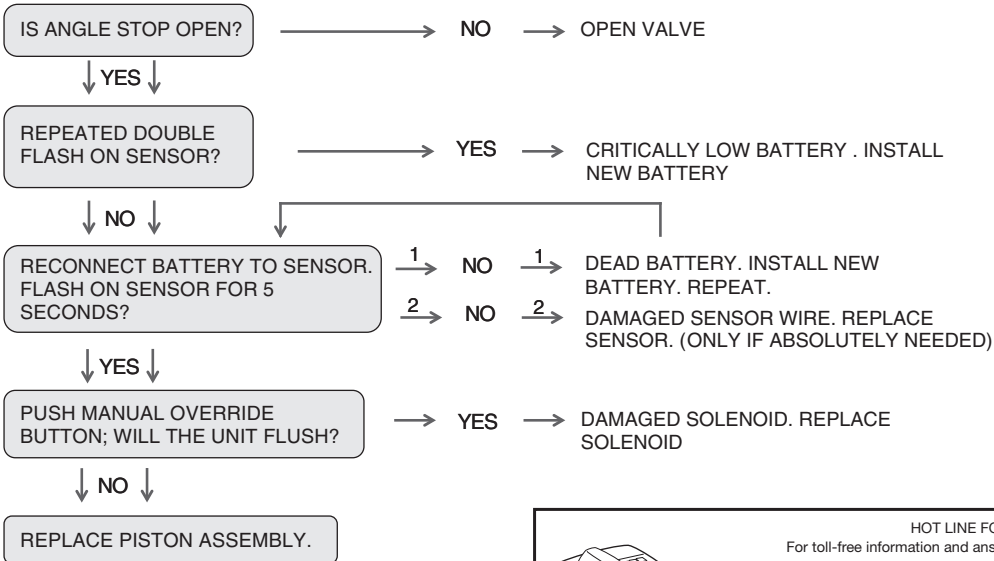 IS ANGLE STOP OPEN?
NO
OPEN VALVE
YES
REPEATED DOUBLE
FLASH ON SENSOR?
YES
CRITICALLY LOW BATTERY . INSTALL
NEW BATTERY
NO
RECONNECT BATTERY TO SENSOR.
FLASH ON SENSOR FOR 5
SECONDS?
1
NO
1
DEAD BATTERY. INSTALL NEW
BATTERY. REPEAT.
2
NO
2
DAMAGED SENSOR WIRE. REPLACE
SENSOR. (ONLY IF ABSOLUTELY NEEDED)
YES
PUSH MANUAL OVERRIDE
BUTTON; WILL THE UNIT FLUSH?
YES
DAMAGED SOLENOID. REPLACE
SOLENOID
NO
REPLACE PISTON ASSEMBLY.
HOT LINE
For toll-free information and